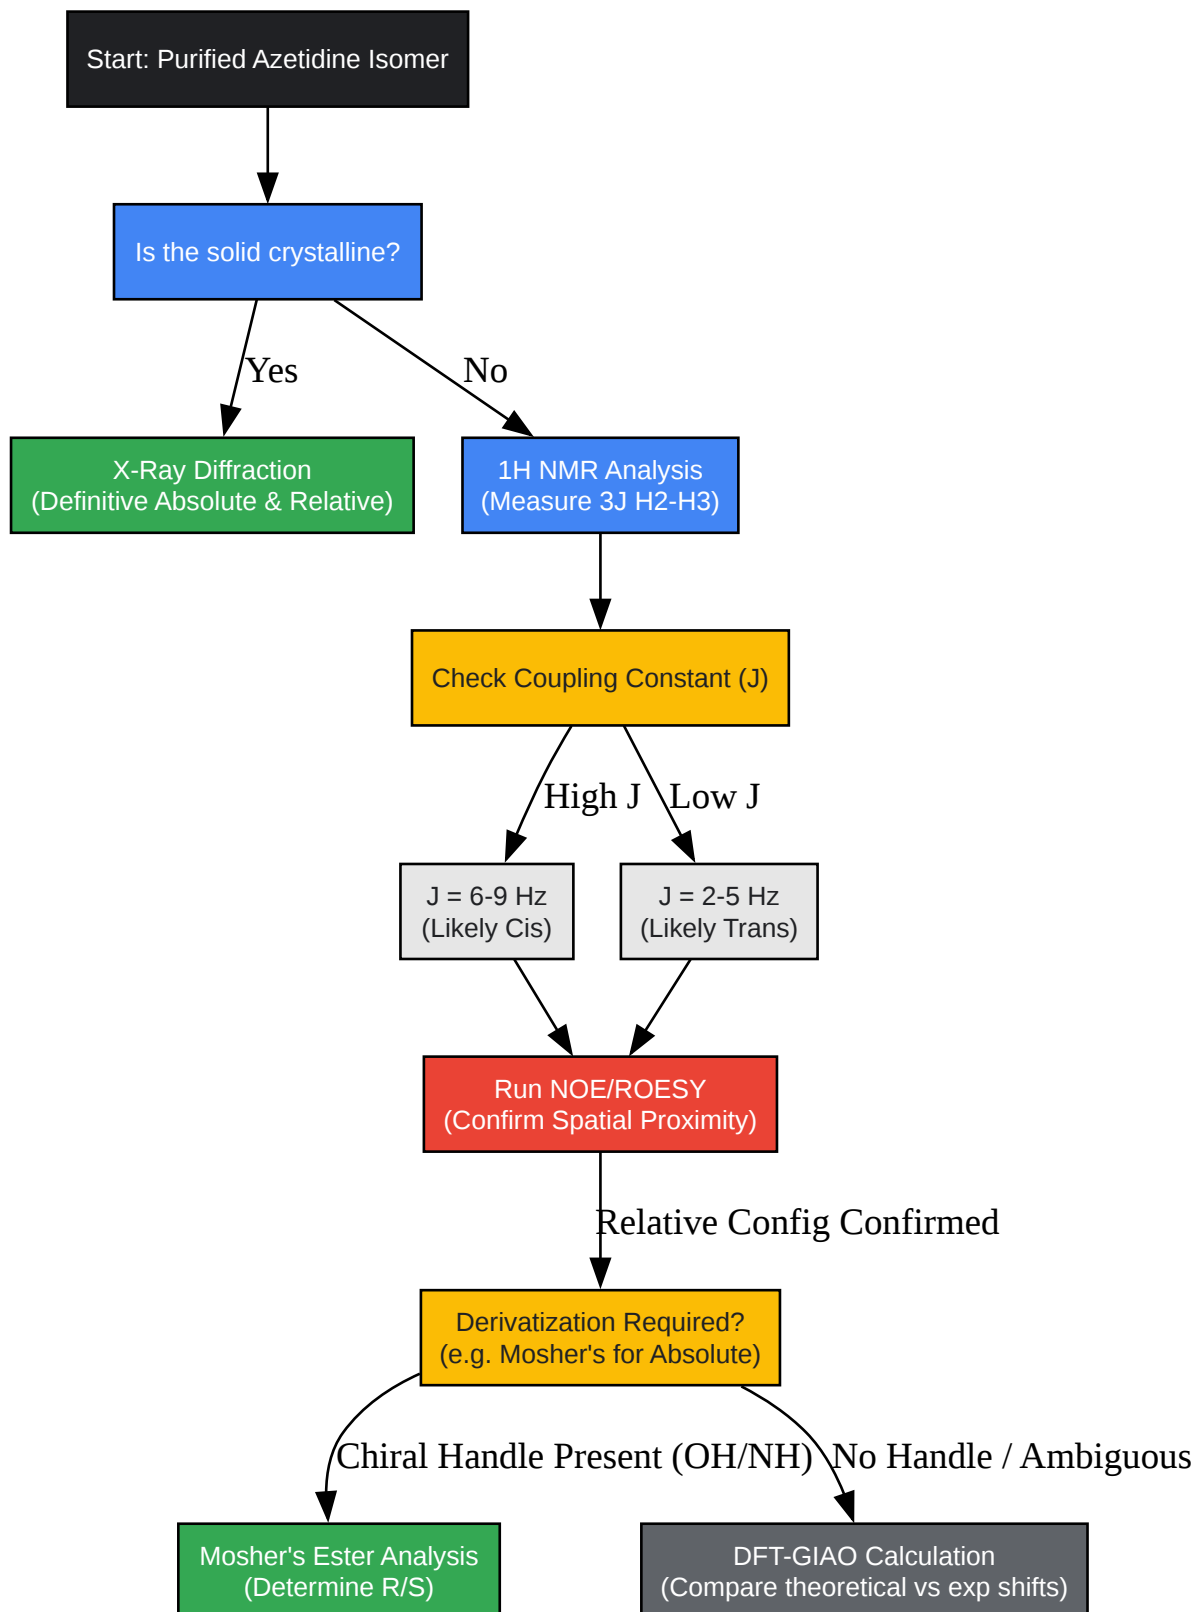 Start: Purified Azetidine Isomer
Is the solid crystalline?
Yes
No
X-Ray Diffraction
(Definitive Absolute & Relative)
1H NMR Analysis
(Measure 3J H2-H3)
Check Coupling Constant (J)
High J
Low J
J = 6-9 Hz
(Likely Cis)
J = 2-5 Hz
(Likely Trans)
Run NOE/ROESY
(Confirm Spatial Proximity)
Relative Config Confirmed
Derivatization Required?
(e.g. Mosher's for Absolute)
Chiral Handle Present (OH/NH)
No Handle / Ambiguous
Mosher's Ester Analysis
(Determine R/S)
DFT-GIAO Calculation
(Compare theoretical vs exp shifts)